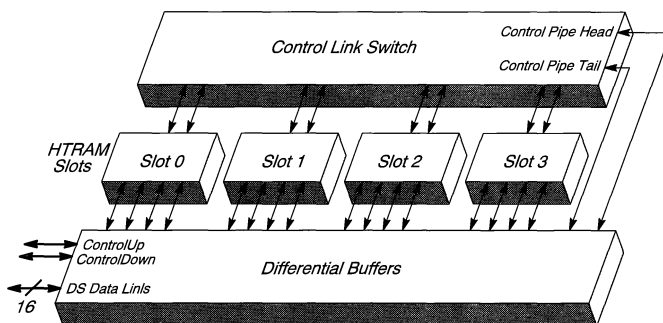 Control Pipe Head
Control Link Switch
Control Pipe Tail
HTRAM
Slots
Slot 0
Slot 1
Slot 2
Slot 3
ControlUp
ControlDown
Differential Buffers
DS Data Linls
16